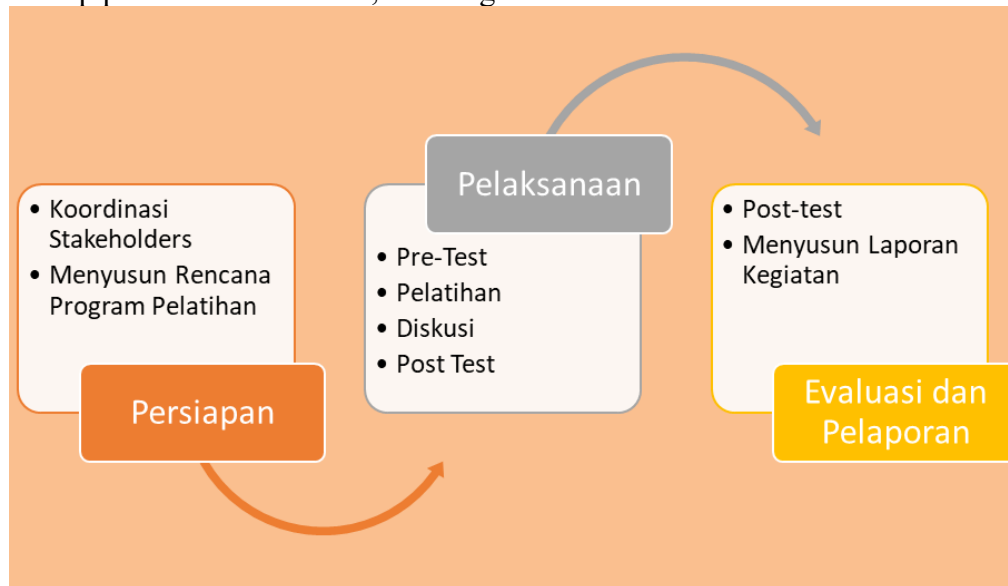 • Koordinasi
Stakeholders
• Menyusun Rencana
Program Pelatihan
Persiapan
Pelaksanaan
• Pre-Test
• Pelatihan
• Diskusi
• Post Test
• Post-test
• Menyusun Laporan
Kegiatan
Evaluasi dan
Pelaporan